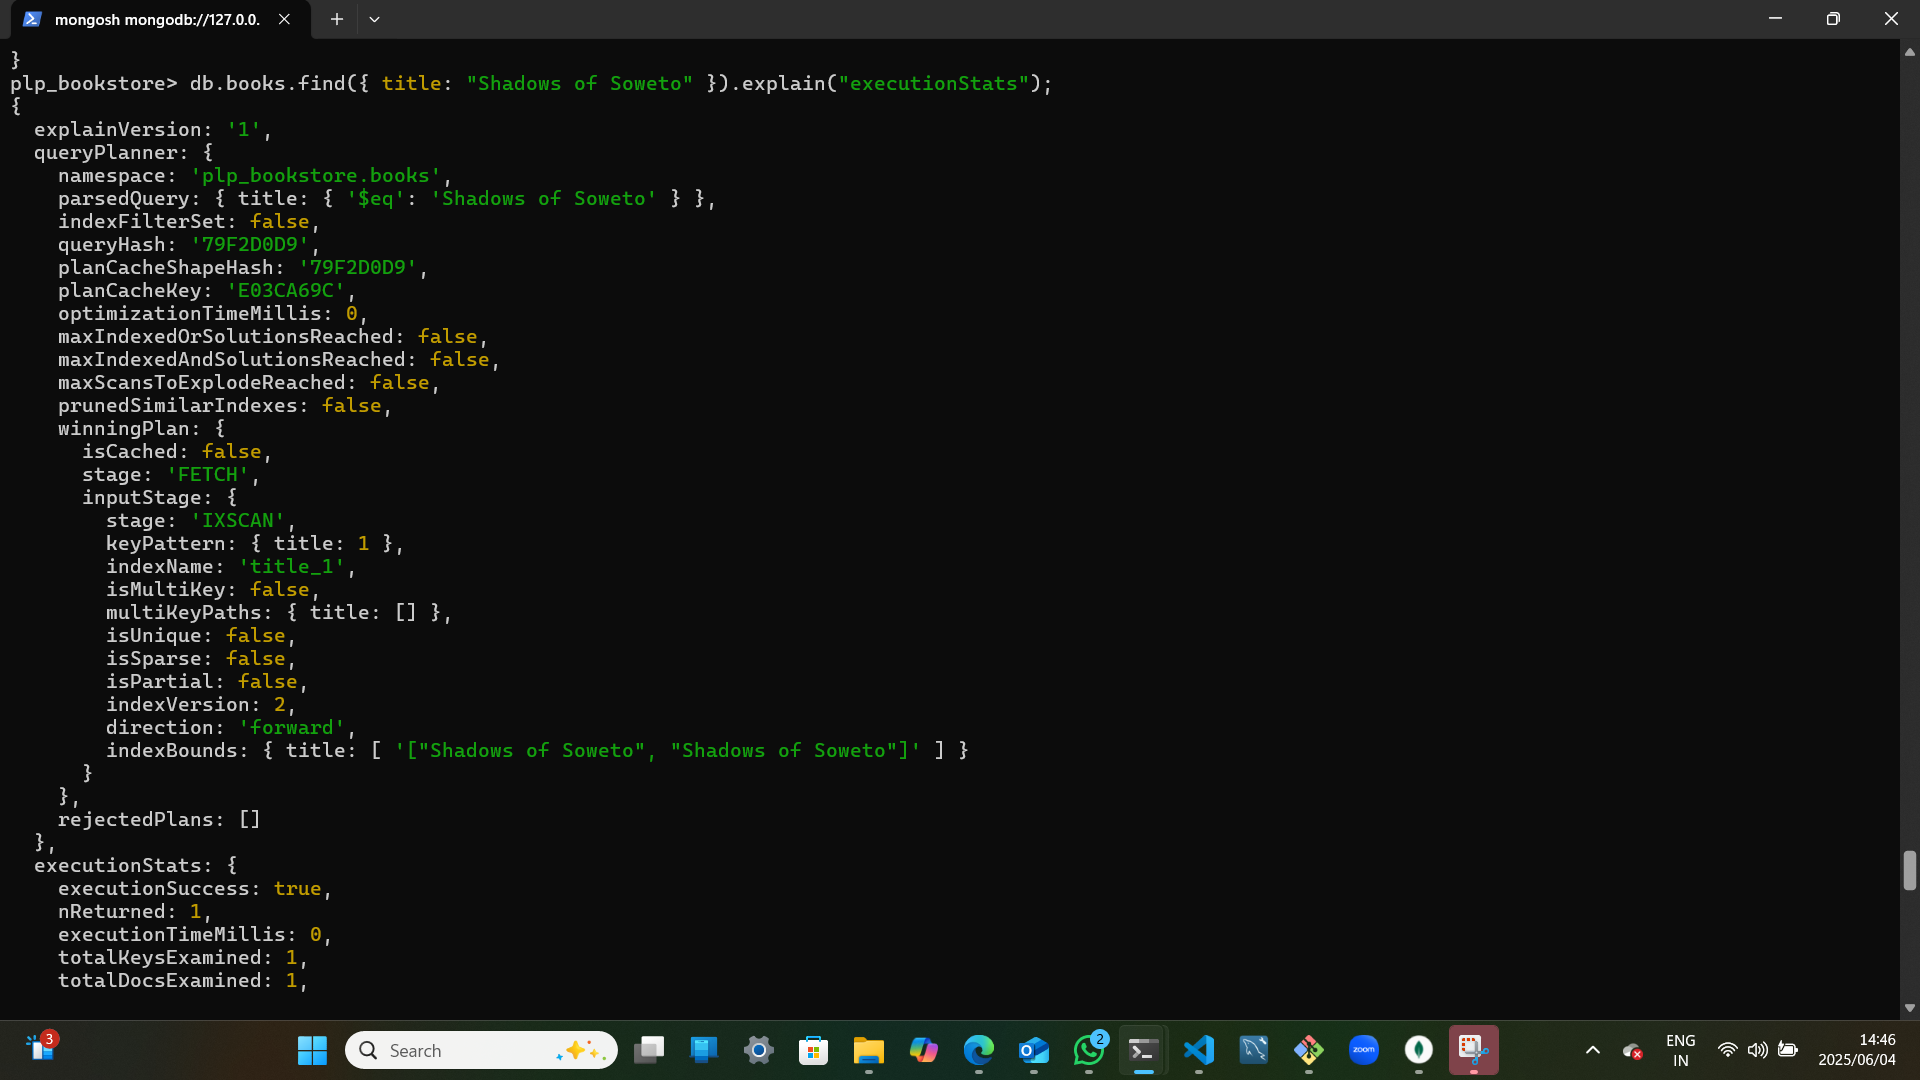 mongosh mongodb://127.0.0.
}
plp_bookstore> db.books.find({ title: "Shadows of Soweto" }).explain("executionStats");
{
  explainVersion: '1',
  queryPlanner: {
    namespace: 'plp_bookstore.books',
    parsedQuery: { title: { '$eq': 'Shadows of Soweto' } },
    indexFilterSet: false,
    queryHash: '79F2D0D9',
    planCacheShapeHash: '79F2D0D9',
    planCacheKey: 'E03CA69C',
    optimizationTimeMillis: 0,
    maxIndexedOrSolutionsReached: false,
    maxIndexedAndSolutionsReached: false,
    maxScansToExplodeReached: false,
    prunedSimilarIndexes: false,
    winningPlan: {
      isCached: false,
      stage: 'FETCH',
      inputStage: {
        stage: 'IXSCAN',
        keyPattern: { title: 1 },
        indexName: 'title_1',
        isMultiKey: false,
        multiKeyPaths: { title: [] },
        isUnique: false,
        isSparse: false,
        isPartial: false,
        indexVersion: 2,
        direction: 'forward',
        indexBounds: { title: [ '["Shadows of Soweto", "Shadows of Soweto"]' ] }
      }
    },
    rejectedPlans: []
  },
  executionStats: {
    executionSuccess: true,
    nReturned: 1,
    executionTimeMillis: 0,
    totalKeysExamined: 1,
    totalDocsExamined: 1,
3
Search
zoom
2
ENG
IN
14:46
2025/06/04